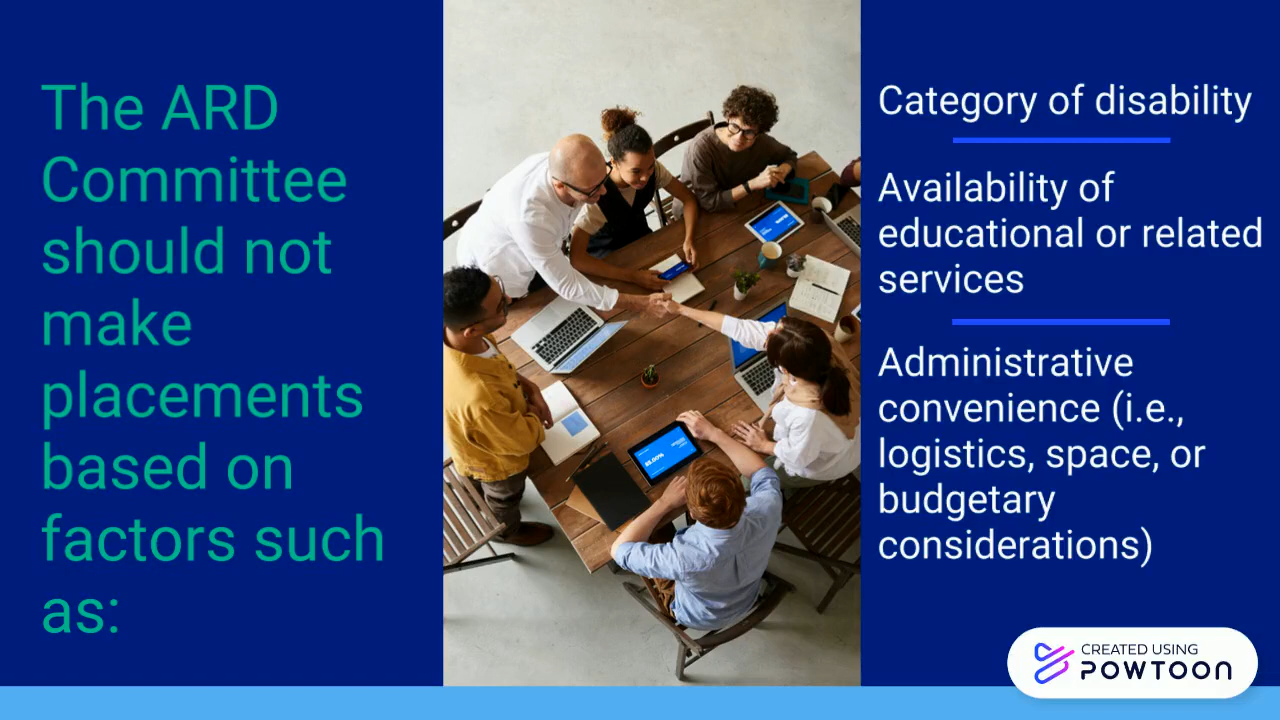 The ARD
Committee
should not
make
placements
based on
factors such
as:
Category of disability
Availability of
educational or related
services
Administrative
convenience (i.e.,
logistics, space, or
budgetary
considerations)
CREATED USING
POWTOON